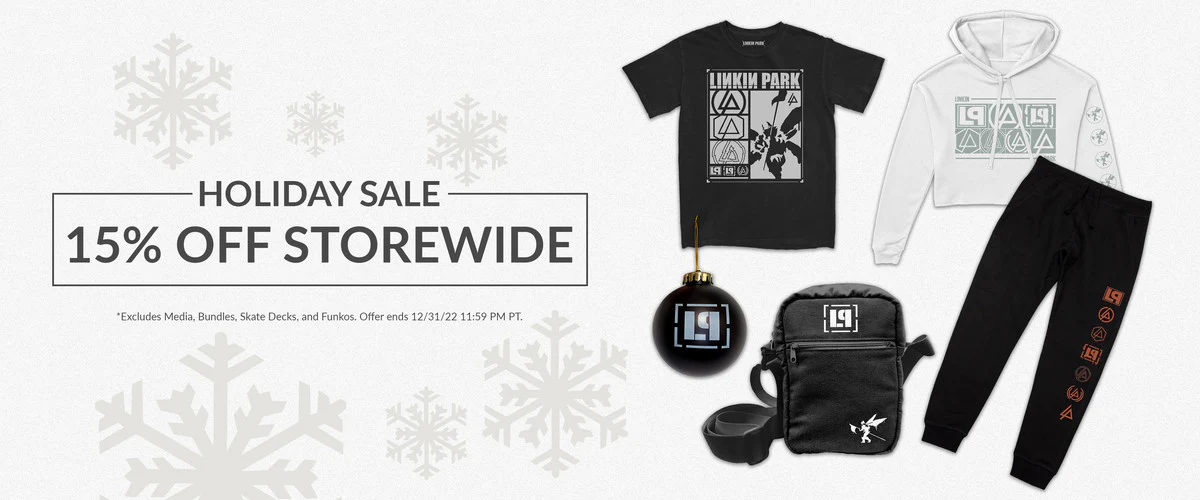 HOLIDAY SALE
15% OFF STOREWIDE
*Excludes Media, Bundles, Skate Decks, and Funkos. Offer ends 12/31/22 11:59 PM PT.
LINKIN PARK
LINKIN PARK
LINKIN